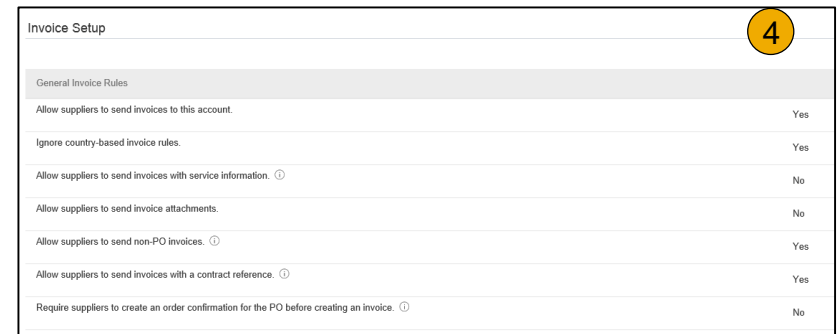 Invoice Setup
4
General Invoice Rules
Allow suppliers to send invoices to this account. Yes
Ignore country-based invoice rules. Yes
Allow suppliers to send invoices with service information. No
Allow suppliers to send invoice attachments. No
Allow suppliers to send non-PO invoices. Yes
Allow suppliers to send invoices with a contract reference. Yes
Require suppliers to create an order confirmation for the PO before creating an invoice. No